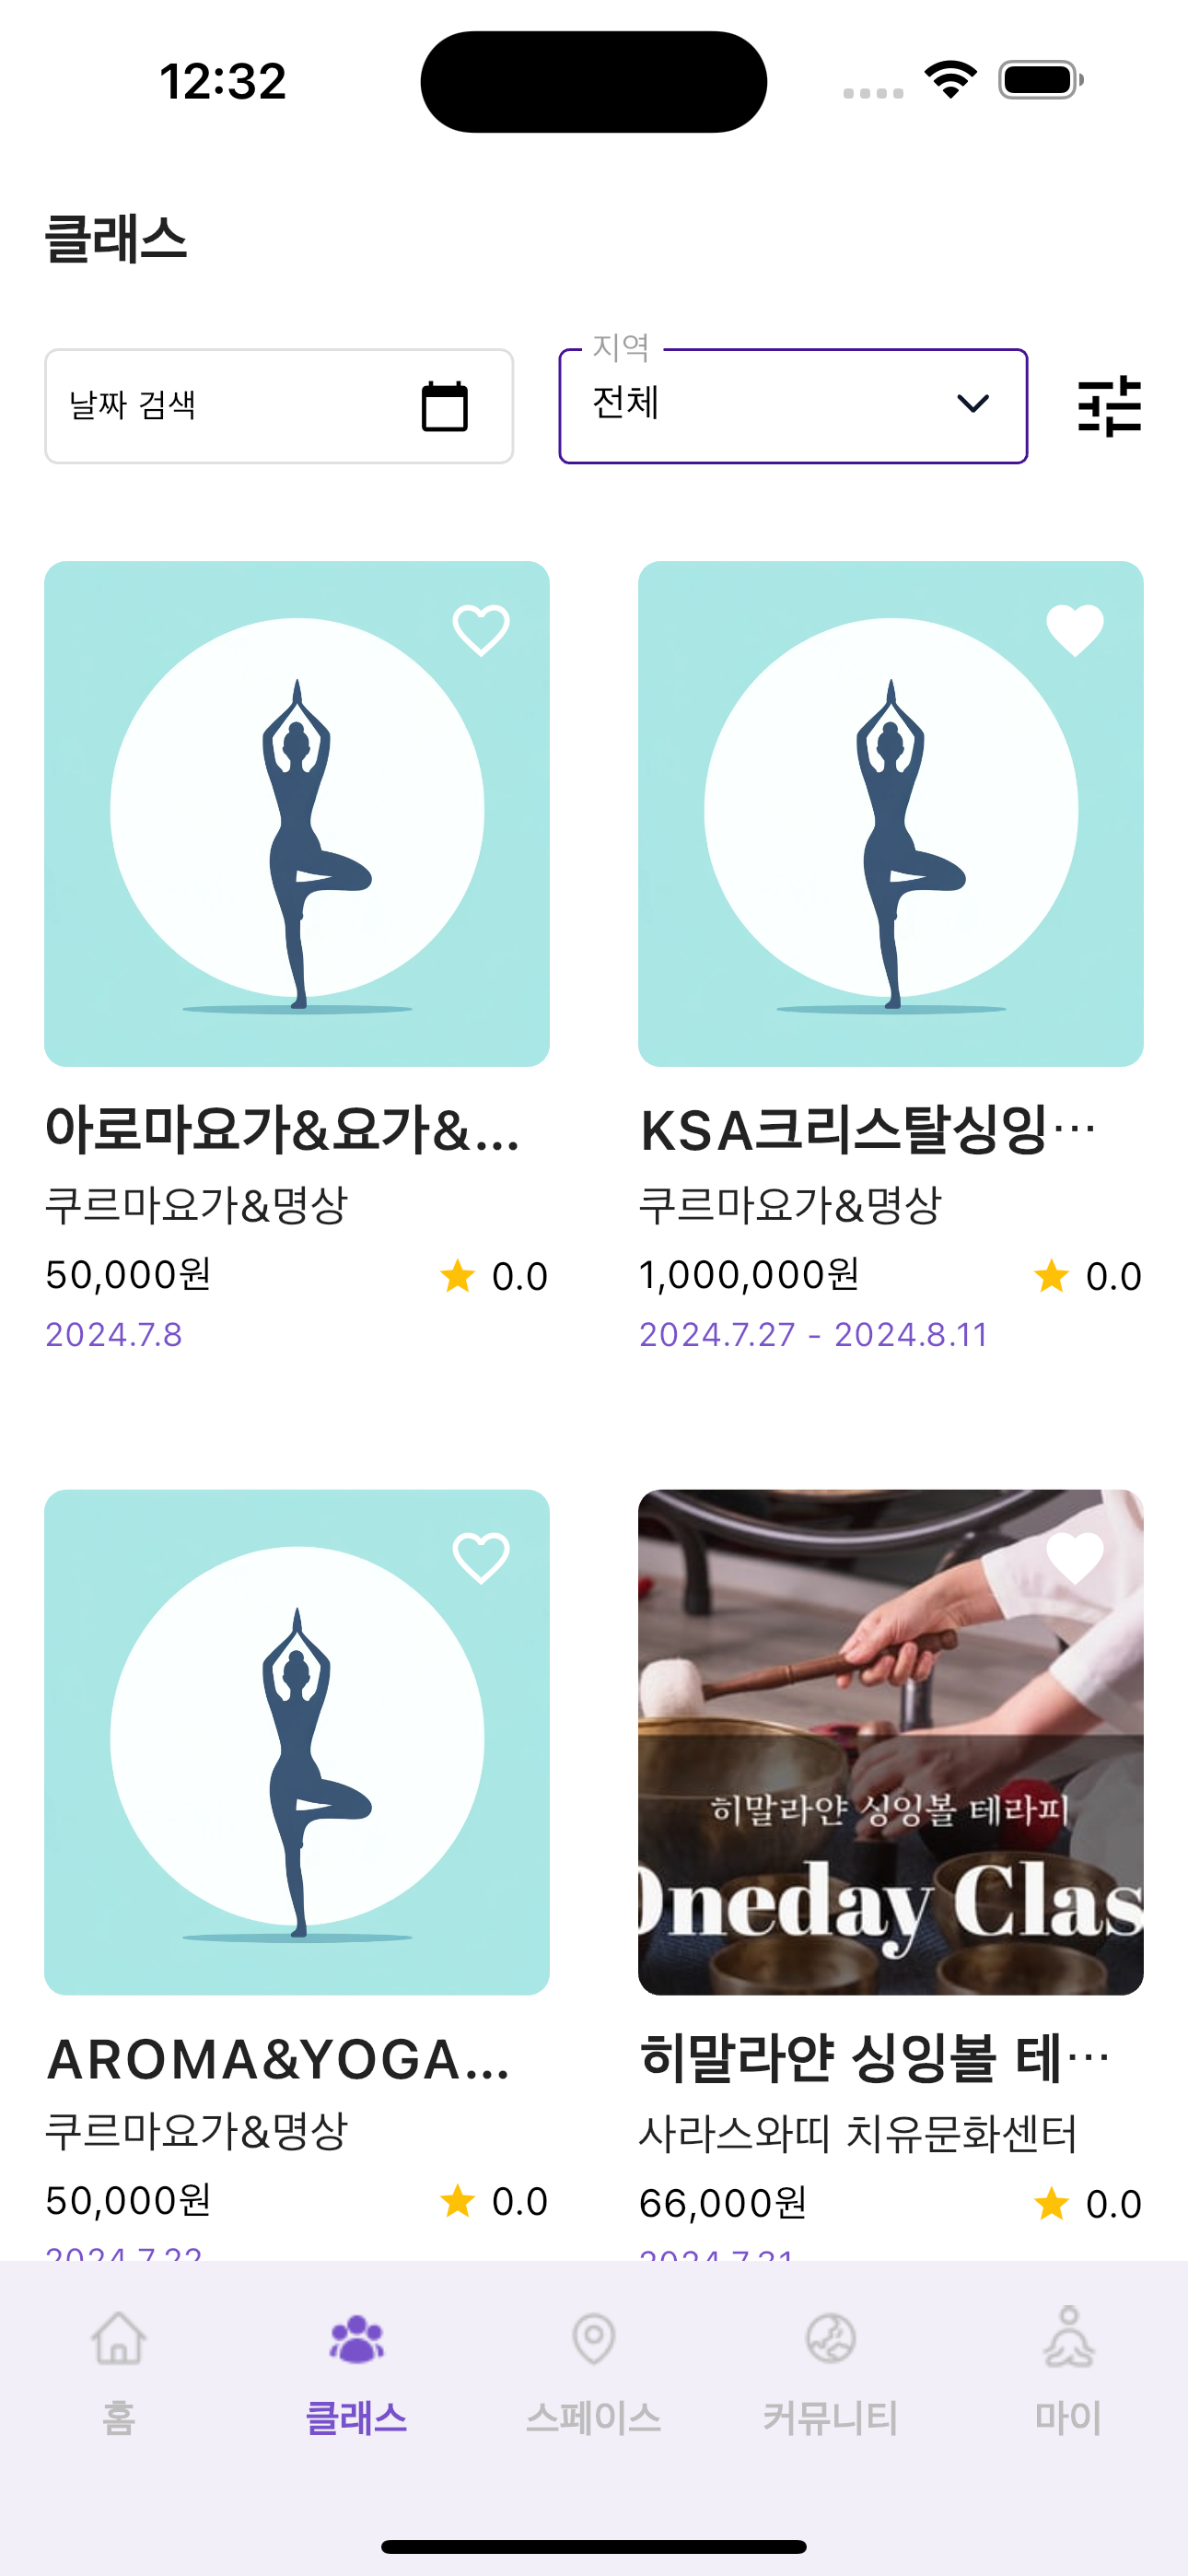 12:32
클래스
날짜 검색
지역
전체
아로마요가&요가&...
쿠르마요가&명상
50,000원
0.0
2024.7.8
KSA크리스탈싱잉...
쿠르마요가&명상
1,000,000원
0.0
2024.7.27 - 2024.8.11
히말라얀 싱잉볼 테라피
Oneday Clas
AROMA&YOGA...
쿠르마요가&명상
50,000원
0.0
2024.7.22
히말라얀 싱잉볼 테...
사라스와띠 치유문화센터
66,000원
0.0
2024.7.31
홈
클래스
스페이스
커뮤니티
마이